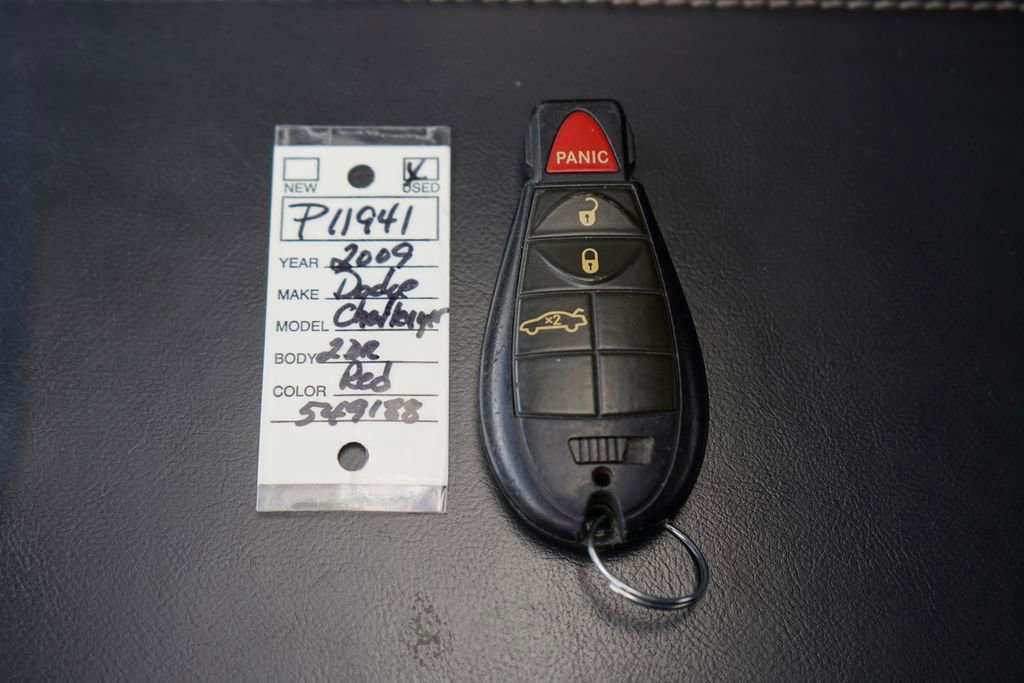 NEW USED
P11941
YEAR 2009
MAKE Dodge
MODEL Challenger
BODY 2DR
COLOR Red
549188
PANIC
x2